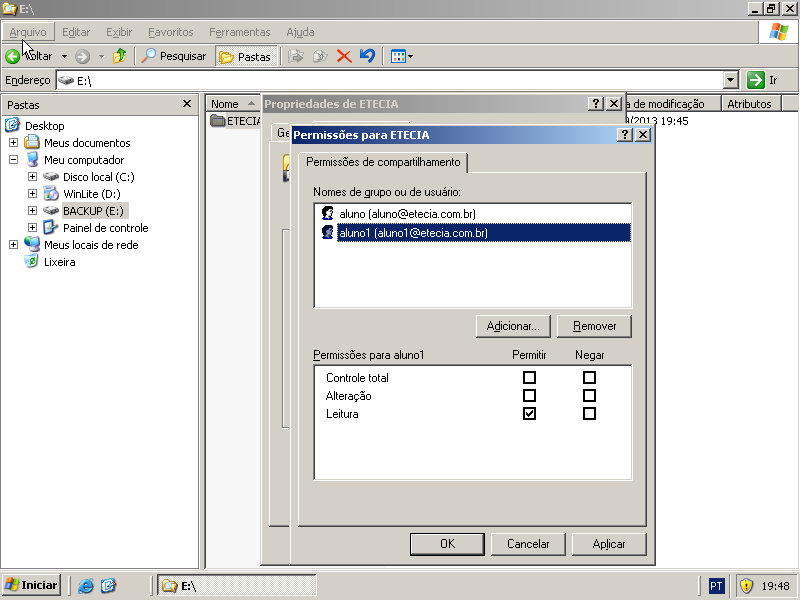 E:\
Arquivo Editar Exibir Favoritos Ferramentas Ajuda
Voltar Pesquisar Pastas
Endereço E:\ Ir
Pastas
Desktop
Meus documentos
Meu computador
Disco local (C:)
WinLite (D:)
BACKUP (E:)
Painel de controle
Meus locais de rede
Lixeira
Nome a de modificação Atributos
ETECIA /2013 19:45
Propriedades de ETECIA
Ge
Permissões para ETECIA
Permissões de compartilhamento
Nomes de grupo ou de usuário:
aluno (aluno@etecia.com.br)
aluno1 (aluno1@etecia.com.br)
Adicionar... Remover
Permissões para aluno1 Permitir Negar
Controle total
Alteração
Leitura
OK Cancelar Aplicar
Iniciar E:\ PT 19:48